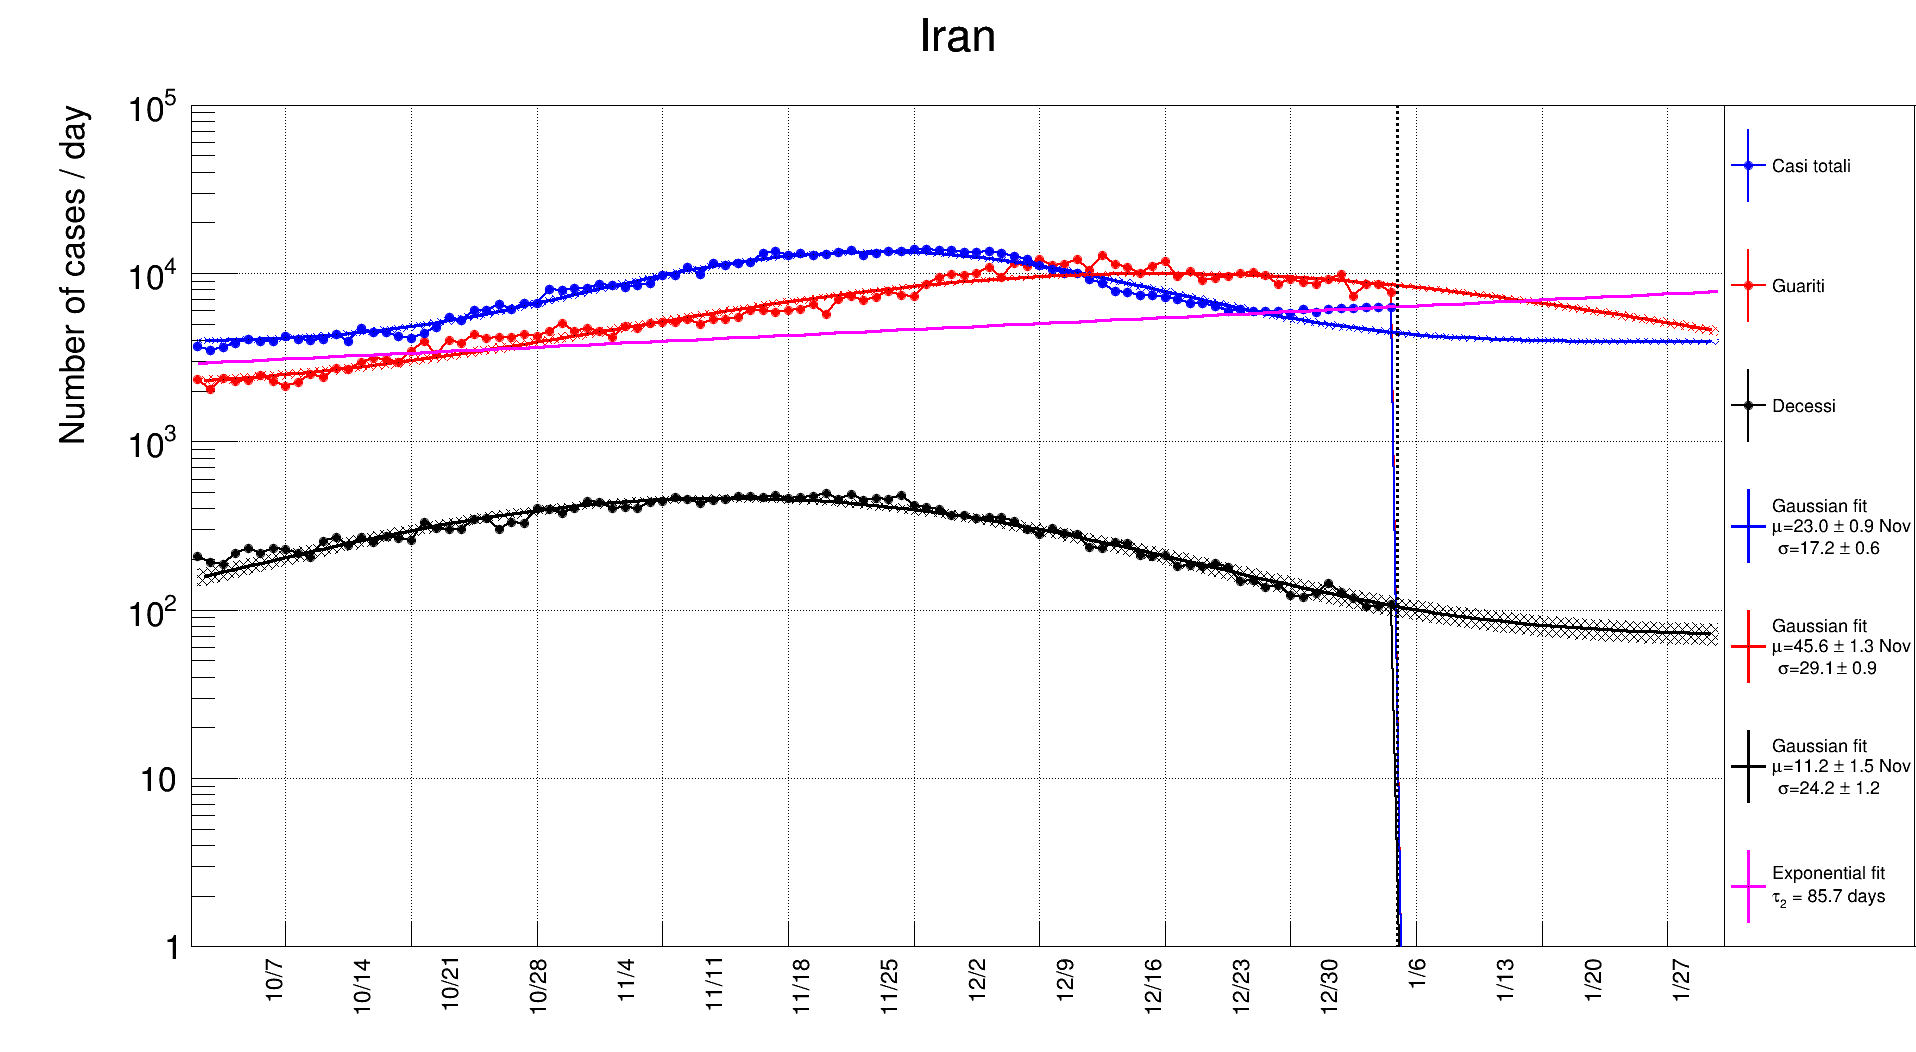 Iran
Number of cases / day
10^5
10^4
10^3
10^2
10
1
10/7
10/14
10/21
10/28
11/4
11/11
11/18
11/25
12/2
12/9
12/16
12/23
12/30
1/6
1/13
1/20
1/27
Casi totali
Guariti
Decessi
Gaussian fit
μ=23.0 ± 0.9 Nov
σ=17.2 ± 0.6
Gaussian fit
μ=45.6 ± 1.3 Nov
σ=29.1 ± 0.9
Gaussian fit
μ=11.2 ± 1.5 Nov
σ=24.2 ± 1.2
Exponential fit
τ₂ = 85.7 days